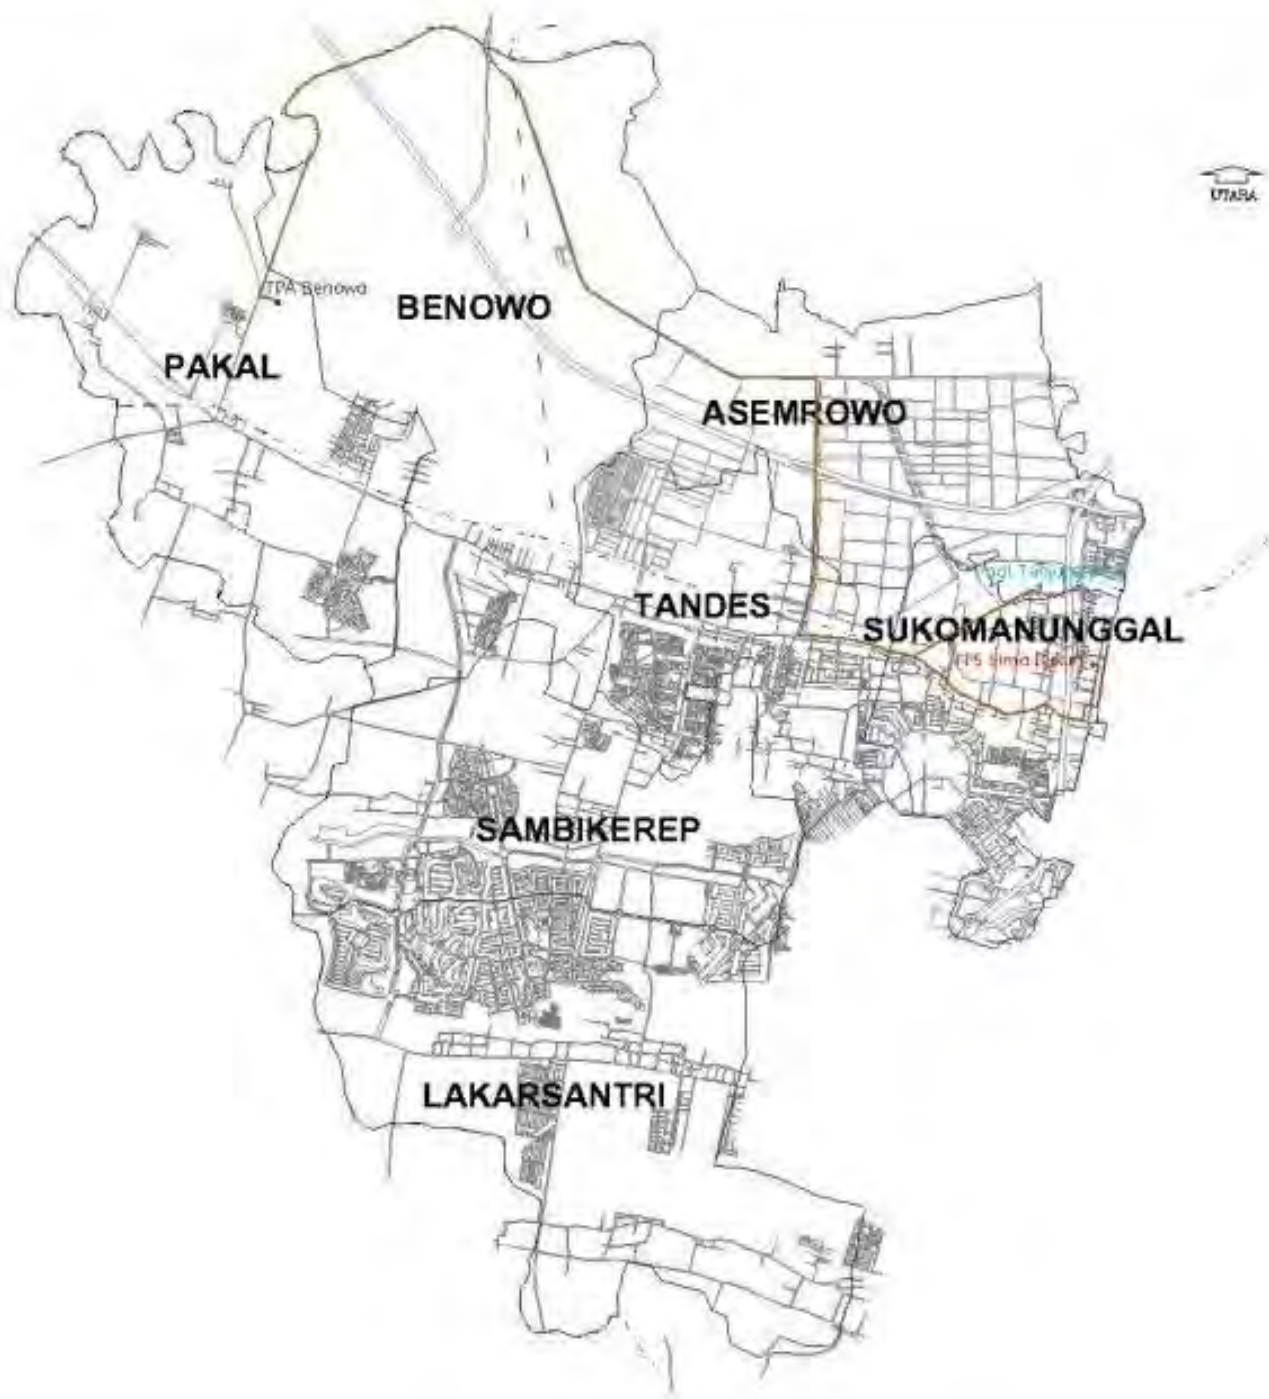 UTARA
TPA Benowo
BENOWO
PAKAL
ASEMROWO
TANDES
SUKOMANUNGGAL
SAMBIKEREP
LAKARSANTRI